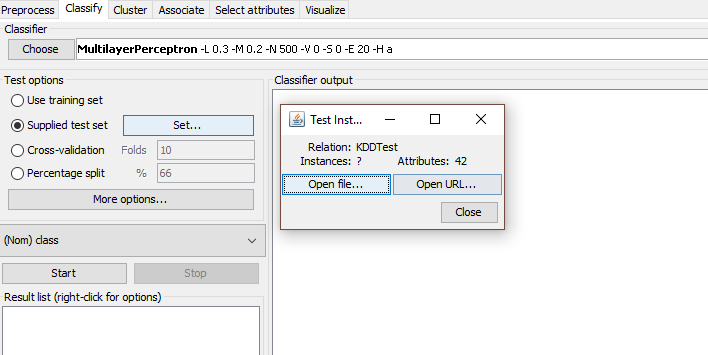 Preprocess Classify Cluster Associate Select attributes Visualize
Classifier
Choose MultilayerPerceptron -L 0.3 -M 0.2 -N 500 -V 0 -S 0 -E 20 -H a
Test options
Use training set
Supplied test set Set...
Cross-validation Folds 10
Percentage split % 66
More options...
(Nom) class
Start Stop
Result list (right-click for options)
Classifier output
Test Inst...
Relation: KDDTest
Instances: ? Attributes: 42
Open file... Open URL...
Close